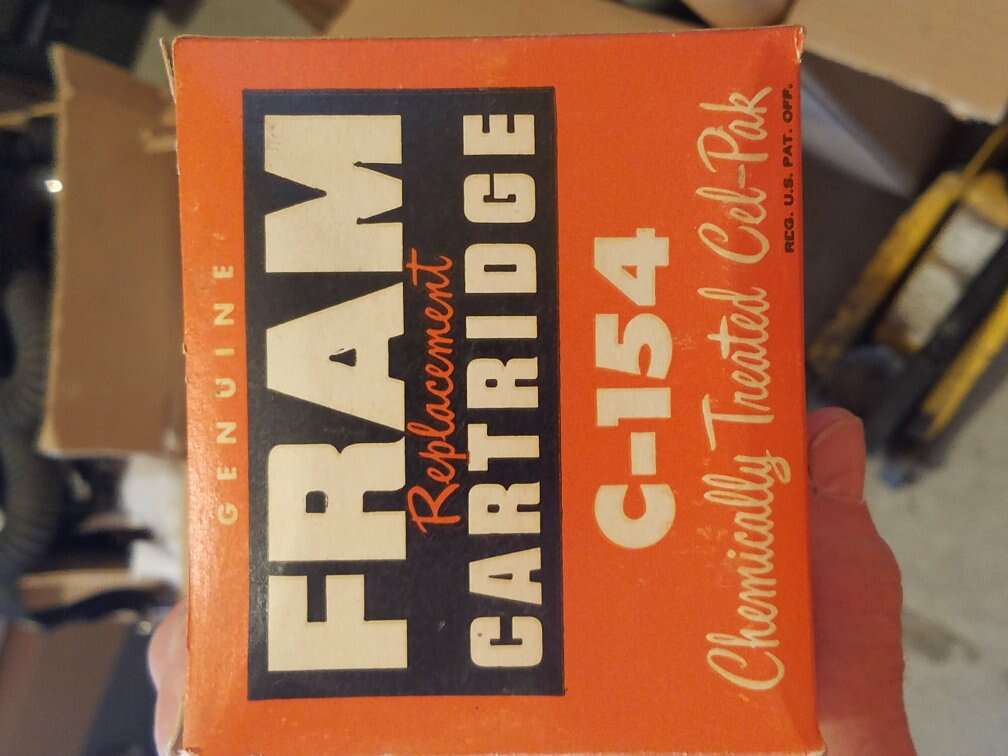 GENUINE
FRAM
Replacement
CARTRIDGE
C-154
Chemically Treated Cel-Pak
REG. U.S. PAT. OFF.